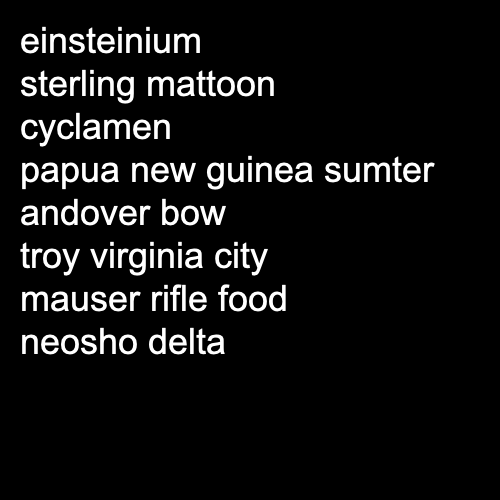 einsteinium
sterling mattoon
cyclamen
papua new guinea sumter
andover bow
troy virginia city
mauser rifle food
neosho delta